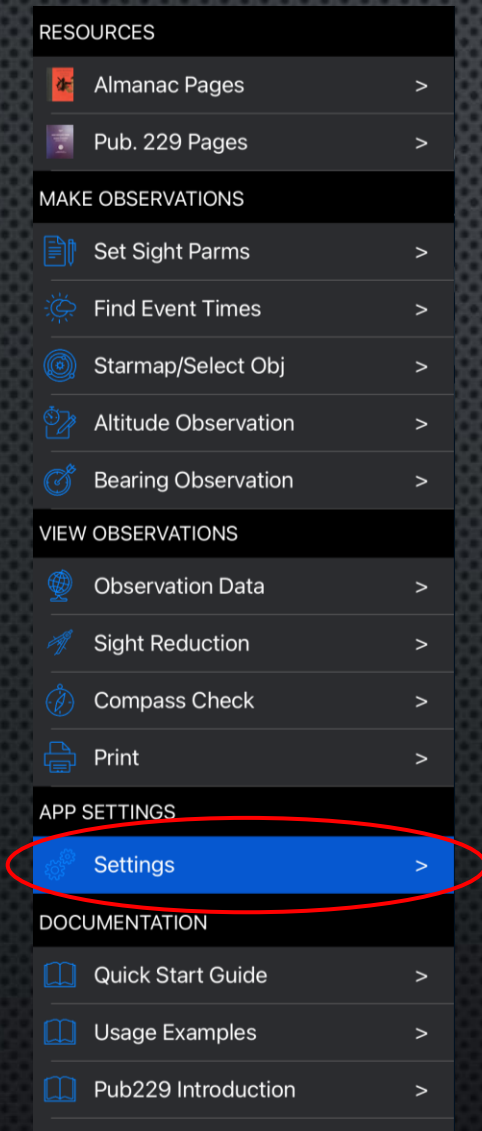 RESOURCES
Almanac Pages >
Pub. 229 Pages >
MAKE OBSERVATIONS
Set Sight Parms >
Find Event Times >
Starmap/Select Obj >
Altitude Observation >
Bearing Observation >
VIEW OBSERVATIONS
Observation Data >
Sight Reduction >
Compass Check >
Print >
APP SETTINGS
Settings >
DOCUMENTATION
Quick Start Guide >
Usage Examples >
Pub229 Introduction >